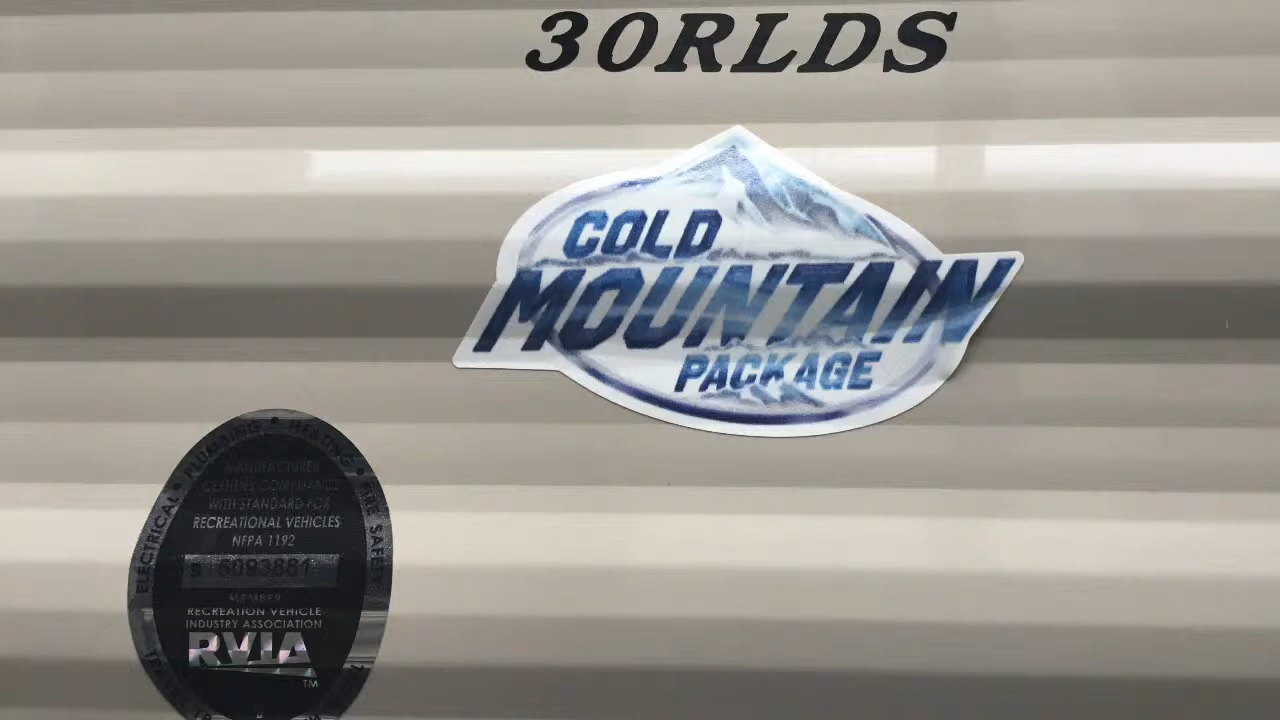 30RLDS
COLD
MOUNTAIN
PACKAGE
ELECTRICAL • PLUMBING • HEATING • FIRE SAFETY
MANUFACTURER
CERTIFIES COMPLIANCE
WITH STANDARD FOR
RECREATIONAL VEHICLES
NFPA 1192
MEMBER
RECREATION VEHICLE
INDUSTRY ASSOCIATION
RVIA
TM